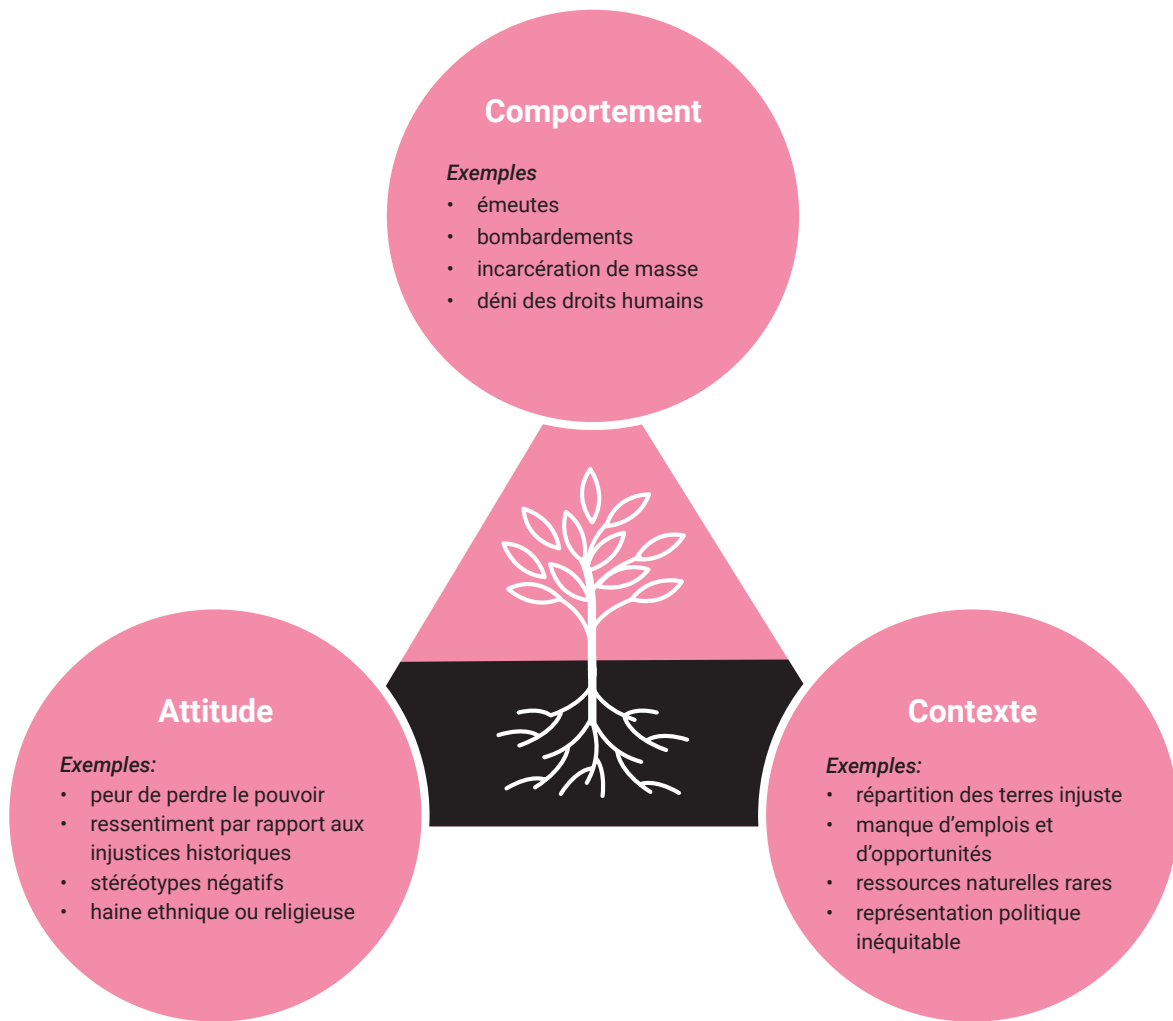 Comportement
Exemples
• émeutes
• bombardements
• incarcération de masse
• déni des droits humains
Attitude
Exemples:
• peur de perdre le pouvoir
• ressentiment par rapport aux
injustices historiques
• stéréotypes négatifs
• haine ethnique ou religieuse
Contexte
Exemples:
• répartition des terres injuste
• manque d'emplois et
d'opportunités
• ressources naturelles rares
• représentation politique
inéquitable